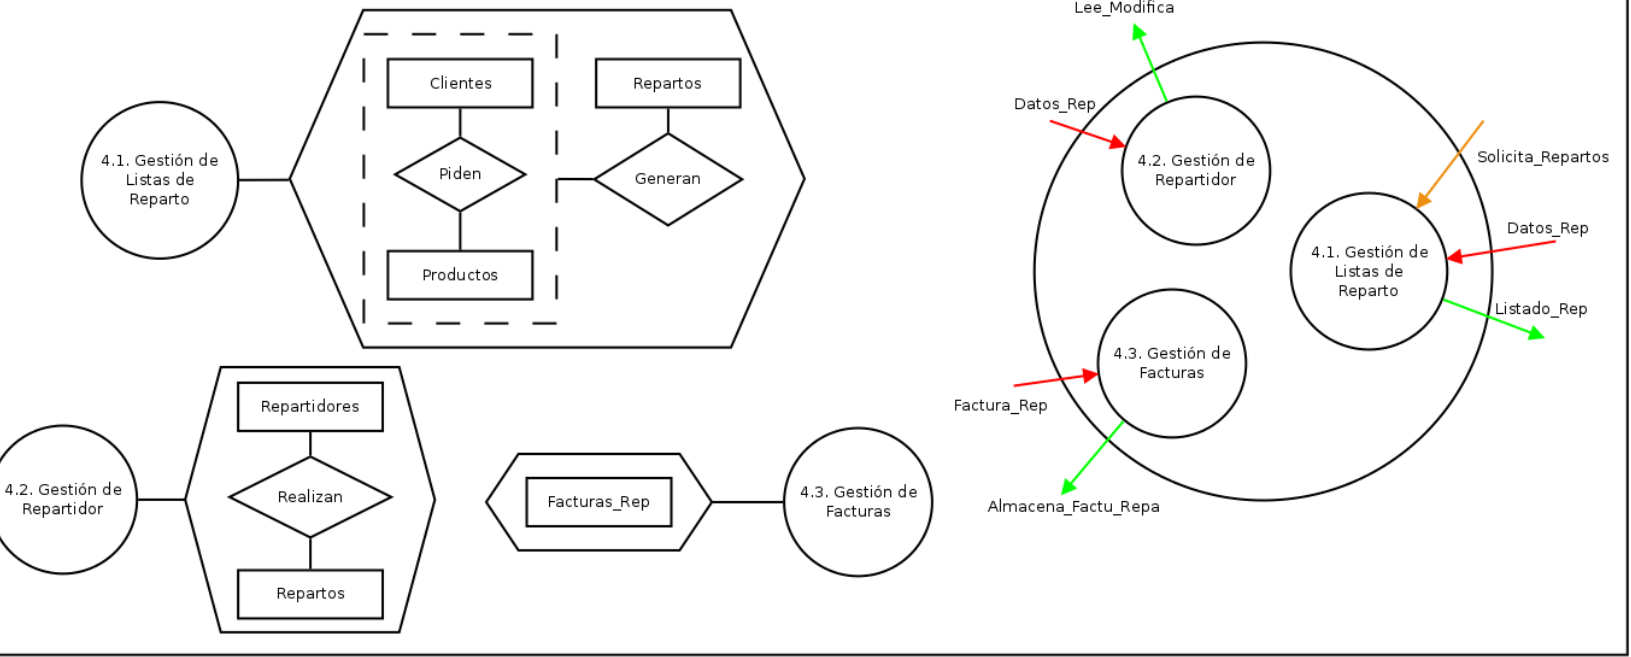 Clientes
Repartos
4.1. Gestión de
Listas de
Reparto
Piden
Generan
Productos
Repartidores
4.2. Gestión de
Repartidor
Realizan
Repartos
Facturas_Rep
4.3. Gestión de
Facturas
Lee_Modifica
Datos_Rep
4.2. Gestión de
Repartidor
Solicita_Repartos
Datos_Rep
4.1. Gestión de
Listas de
Reparto
Listado_Rep
4.3. Gestión de
Facturas
Factura_Rep
Almacena_Factu_Repa